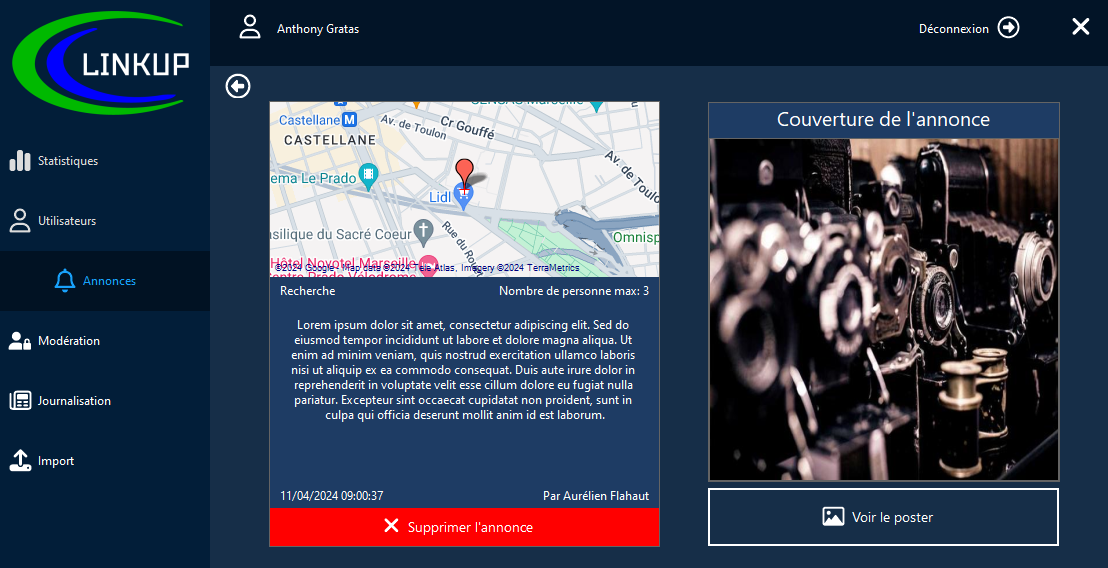 LINKUP
Anthony Gratas
Déconnexion
Statistiques
Utilisateurs
Annonces
Modération
Journalisation
Import
Castellane M
CASTELLANE
Av. de Toulon
Cr Gouffé
Av. de Toulou
ema Le Prado
Lidl
asilique du Sacré Coeur
Rue du Rou
Omnisp
Hôtel Novotel Marseille
entre Prado Vélodrome
©2024 Google - Map data ©2024 Tele Atlas, Imagery ©2024 TerraMetrics
Recherche
Nombre de personne max: 3
Lorem ipsum dolor sit amet, consectetur adipiscing elit. Sed do
eiusmod tempor incididunt ut labore et dolore magna aliqua. Ut
enim ad minim veniam, quis nostrud exercitation ullamco laboris
nisi ut aliquip ex ea commodo consequat. Duis aute irure dolor in
reprehenderit in voluptate velit esse cillum dolore eu fugiat nulla
pariatur. Excepteur sint occaecat cupidatat non proident, sunt in
culpa qui officia deserunt mollit anim id est laborum.
11/04/2024 09:00:37
Par Aurélien Flahaut
Supprimer l'annonce
Couverture de l'annonce
Voir le poster